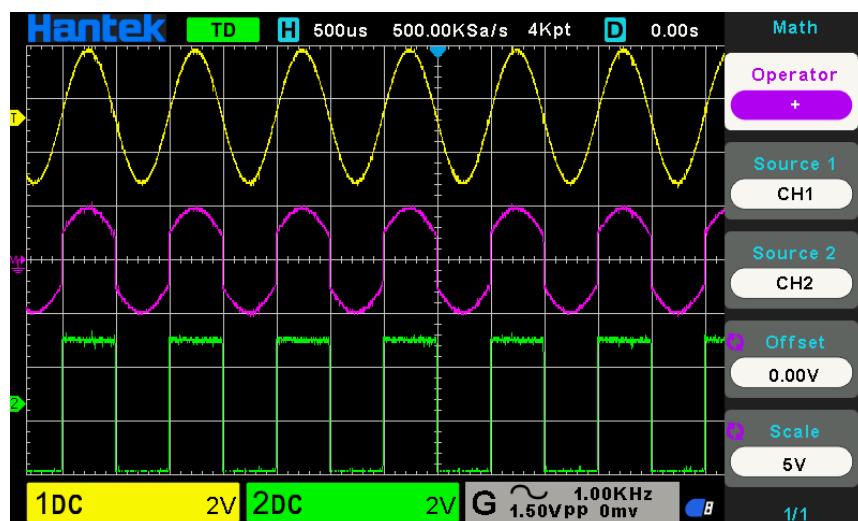 Hantek TD H 500us 500.00KSa/s 4Kpt D 0.00s
Math
Operator
+
Source 1
CH1
Source 2
CH2
Offset
0.00V
Scale
5V
1/1
T
M
2
1DC 2V 2DC 2V G 1.00KHz
1.50Vpp 0mv